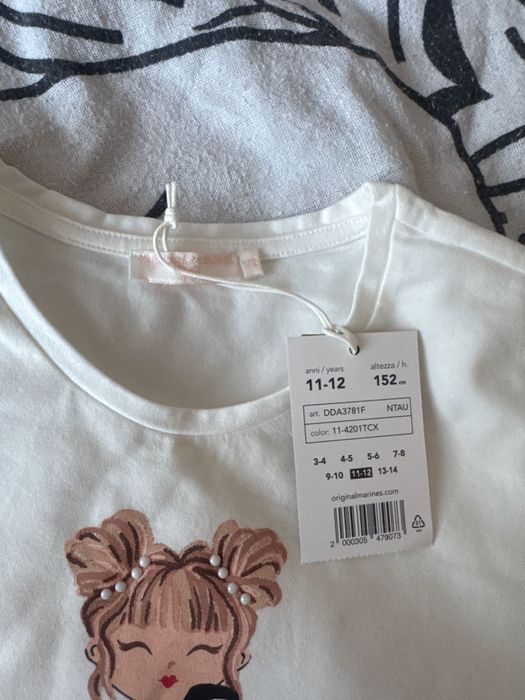 anni / years altezza / h.
11-12 152 cm
art. DDA3781F NTAU
color: 11-4201TCX
3-4 4-5 5-6 7-8
9-10 11-12 13-14
originalmarines.com
2 000305 479073
21